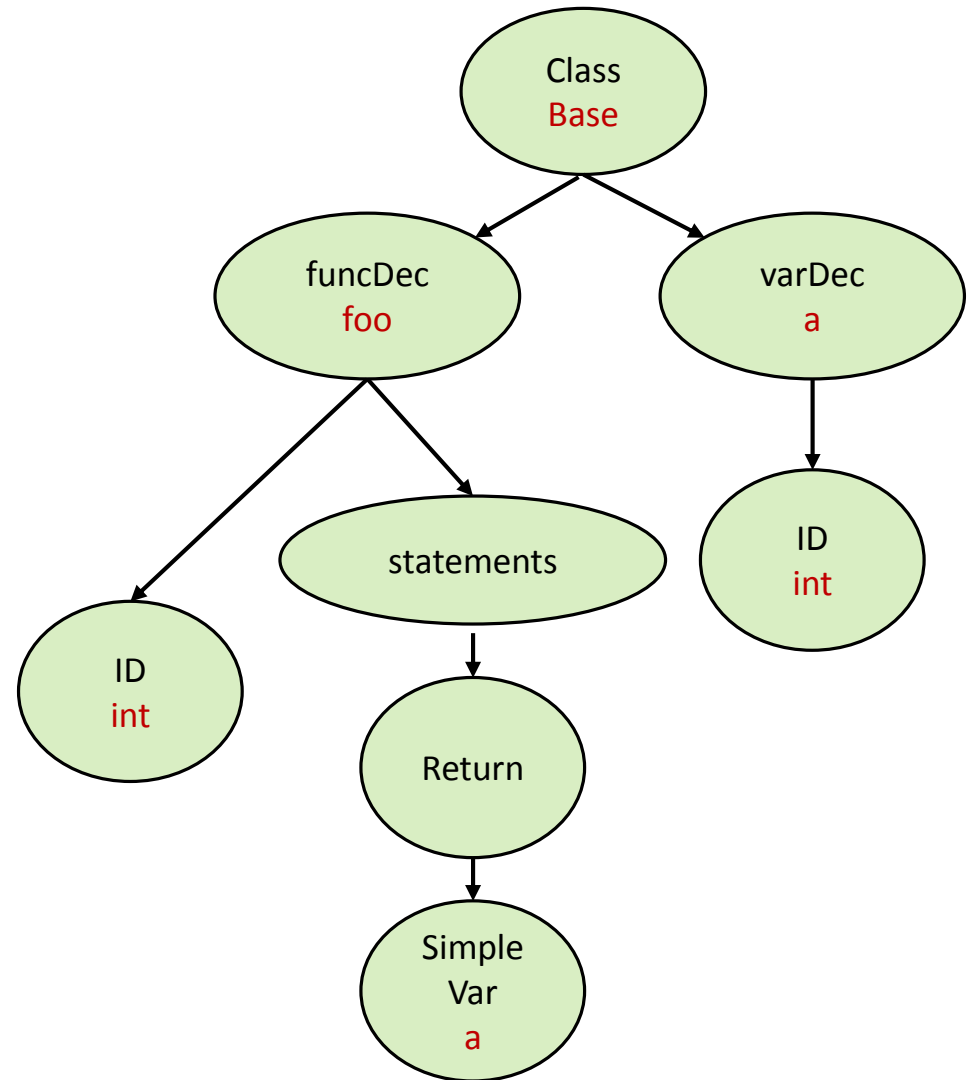 Class
Base
funcDec
foo
varDec
a
statements
ID
int
ID
int
Return
Simple
Var
a